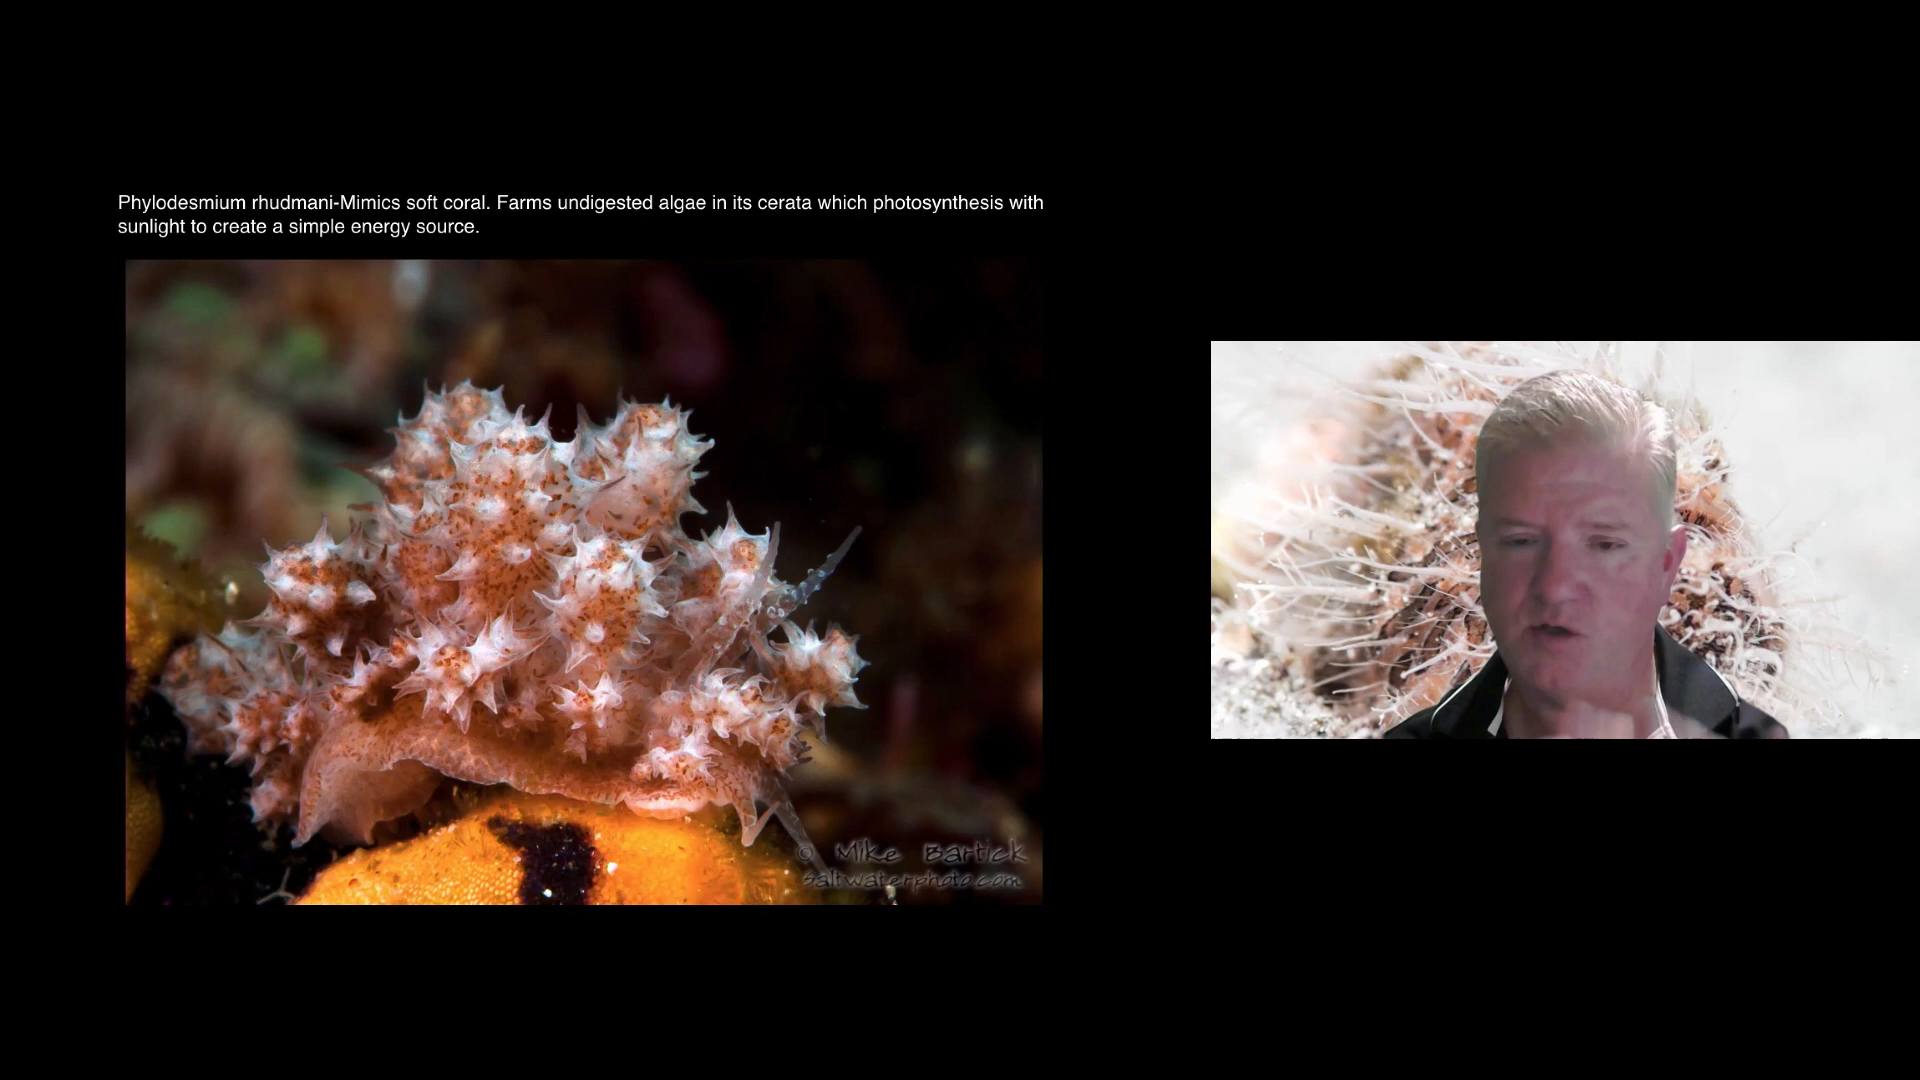 Phylodesmium rhudmani-Mimics soft coral. Farms undigested algae in its cerata which photosynthesis with
sunlight to create a simple energy source.
© Mike Bartick
Saltwaterphoto.com